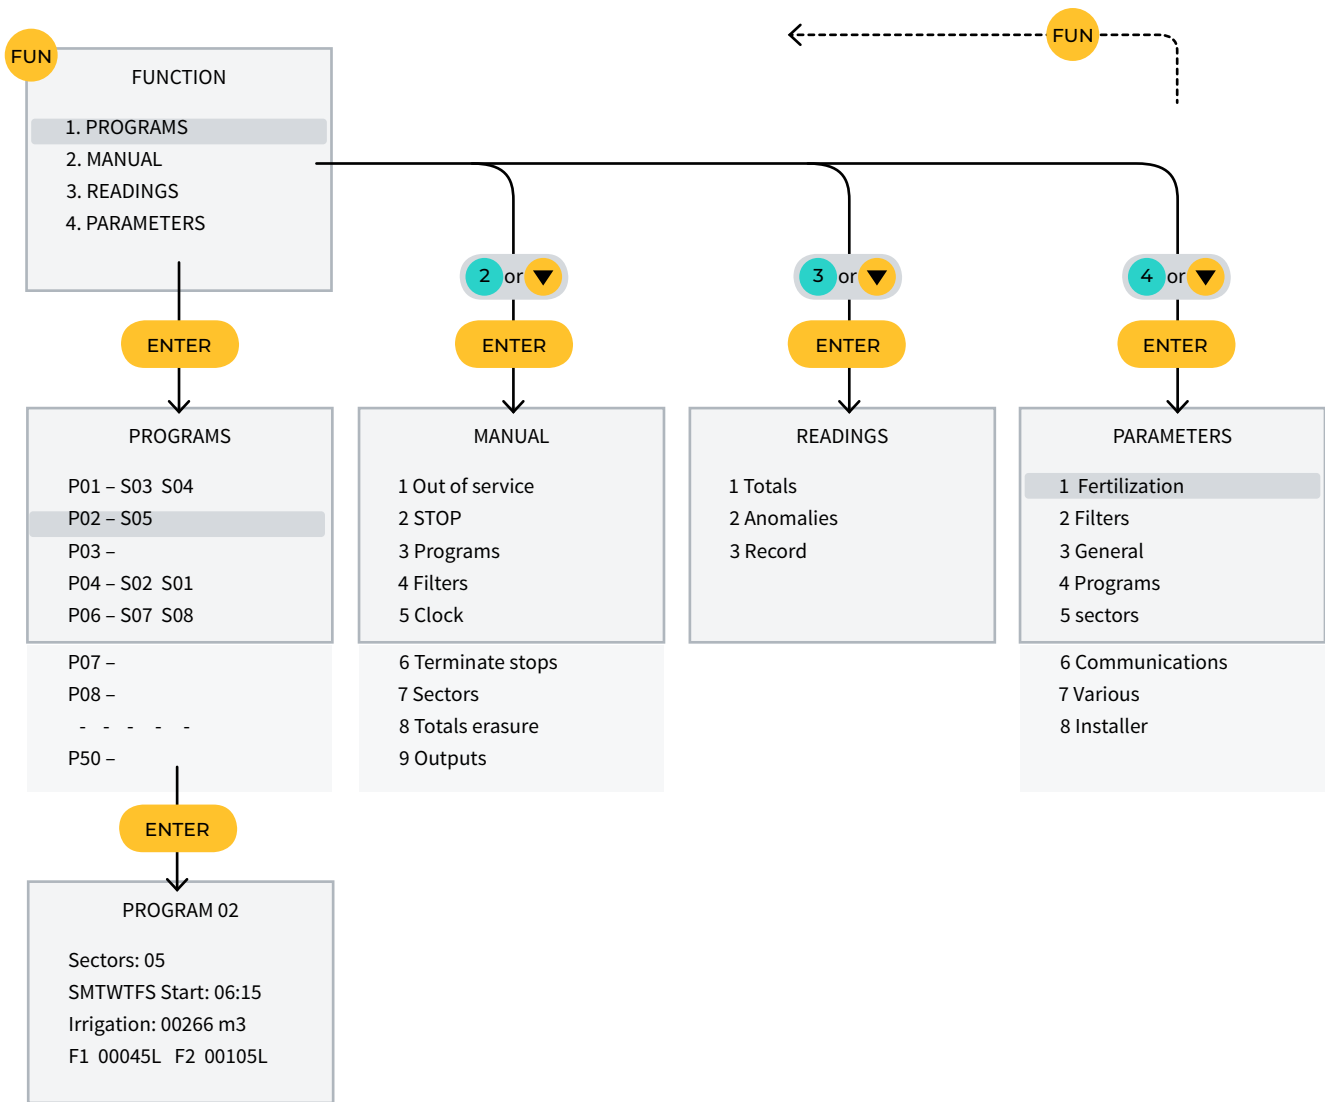 FUN
FUN
FUNCTION
1. PROGRAMS
2. MANUAL
3. READINGS
4. PARAMETERS
2 or
3 or
4 or
ENTER
ENTER
ENTER
ENTER
PROGRAMS
P01 – S03 S04
P02 – S05
P03 –
P04 – S02 S01
P06 – S07 S08
P07 –
P08 –
- - - - -
P50 –
MANUAL
1 Out of service
2 STOP
3 Programs
4 Filters
5 Clock
6 Terminate stops
7 Sectors
8 Totals erasure
9 Outputs
READINGS
1 Totals
2 Anomalies
3 Record
PARAMETERS
1 Fertilization
2 Filters
3 General
4 Programs
5 sectors
6 Communications
7 Various
8 Installer
ENTER
PROGRAM 02
Sectors: 05
SMTWTFS Start: 06:15
Irrigation: 00266 m3
F1 00045L F2 00105L